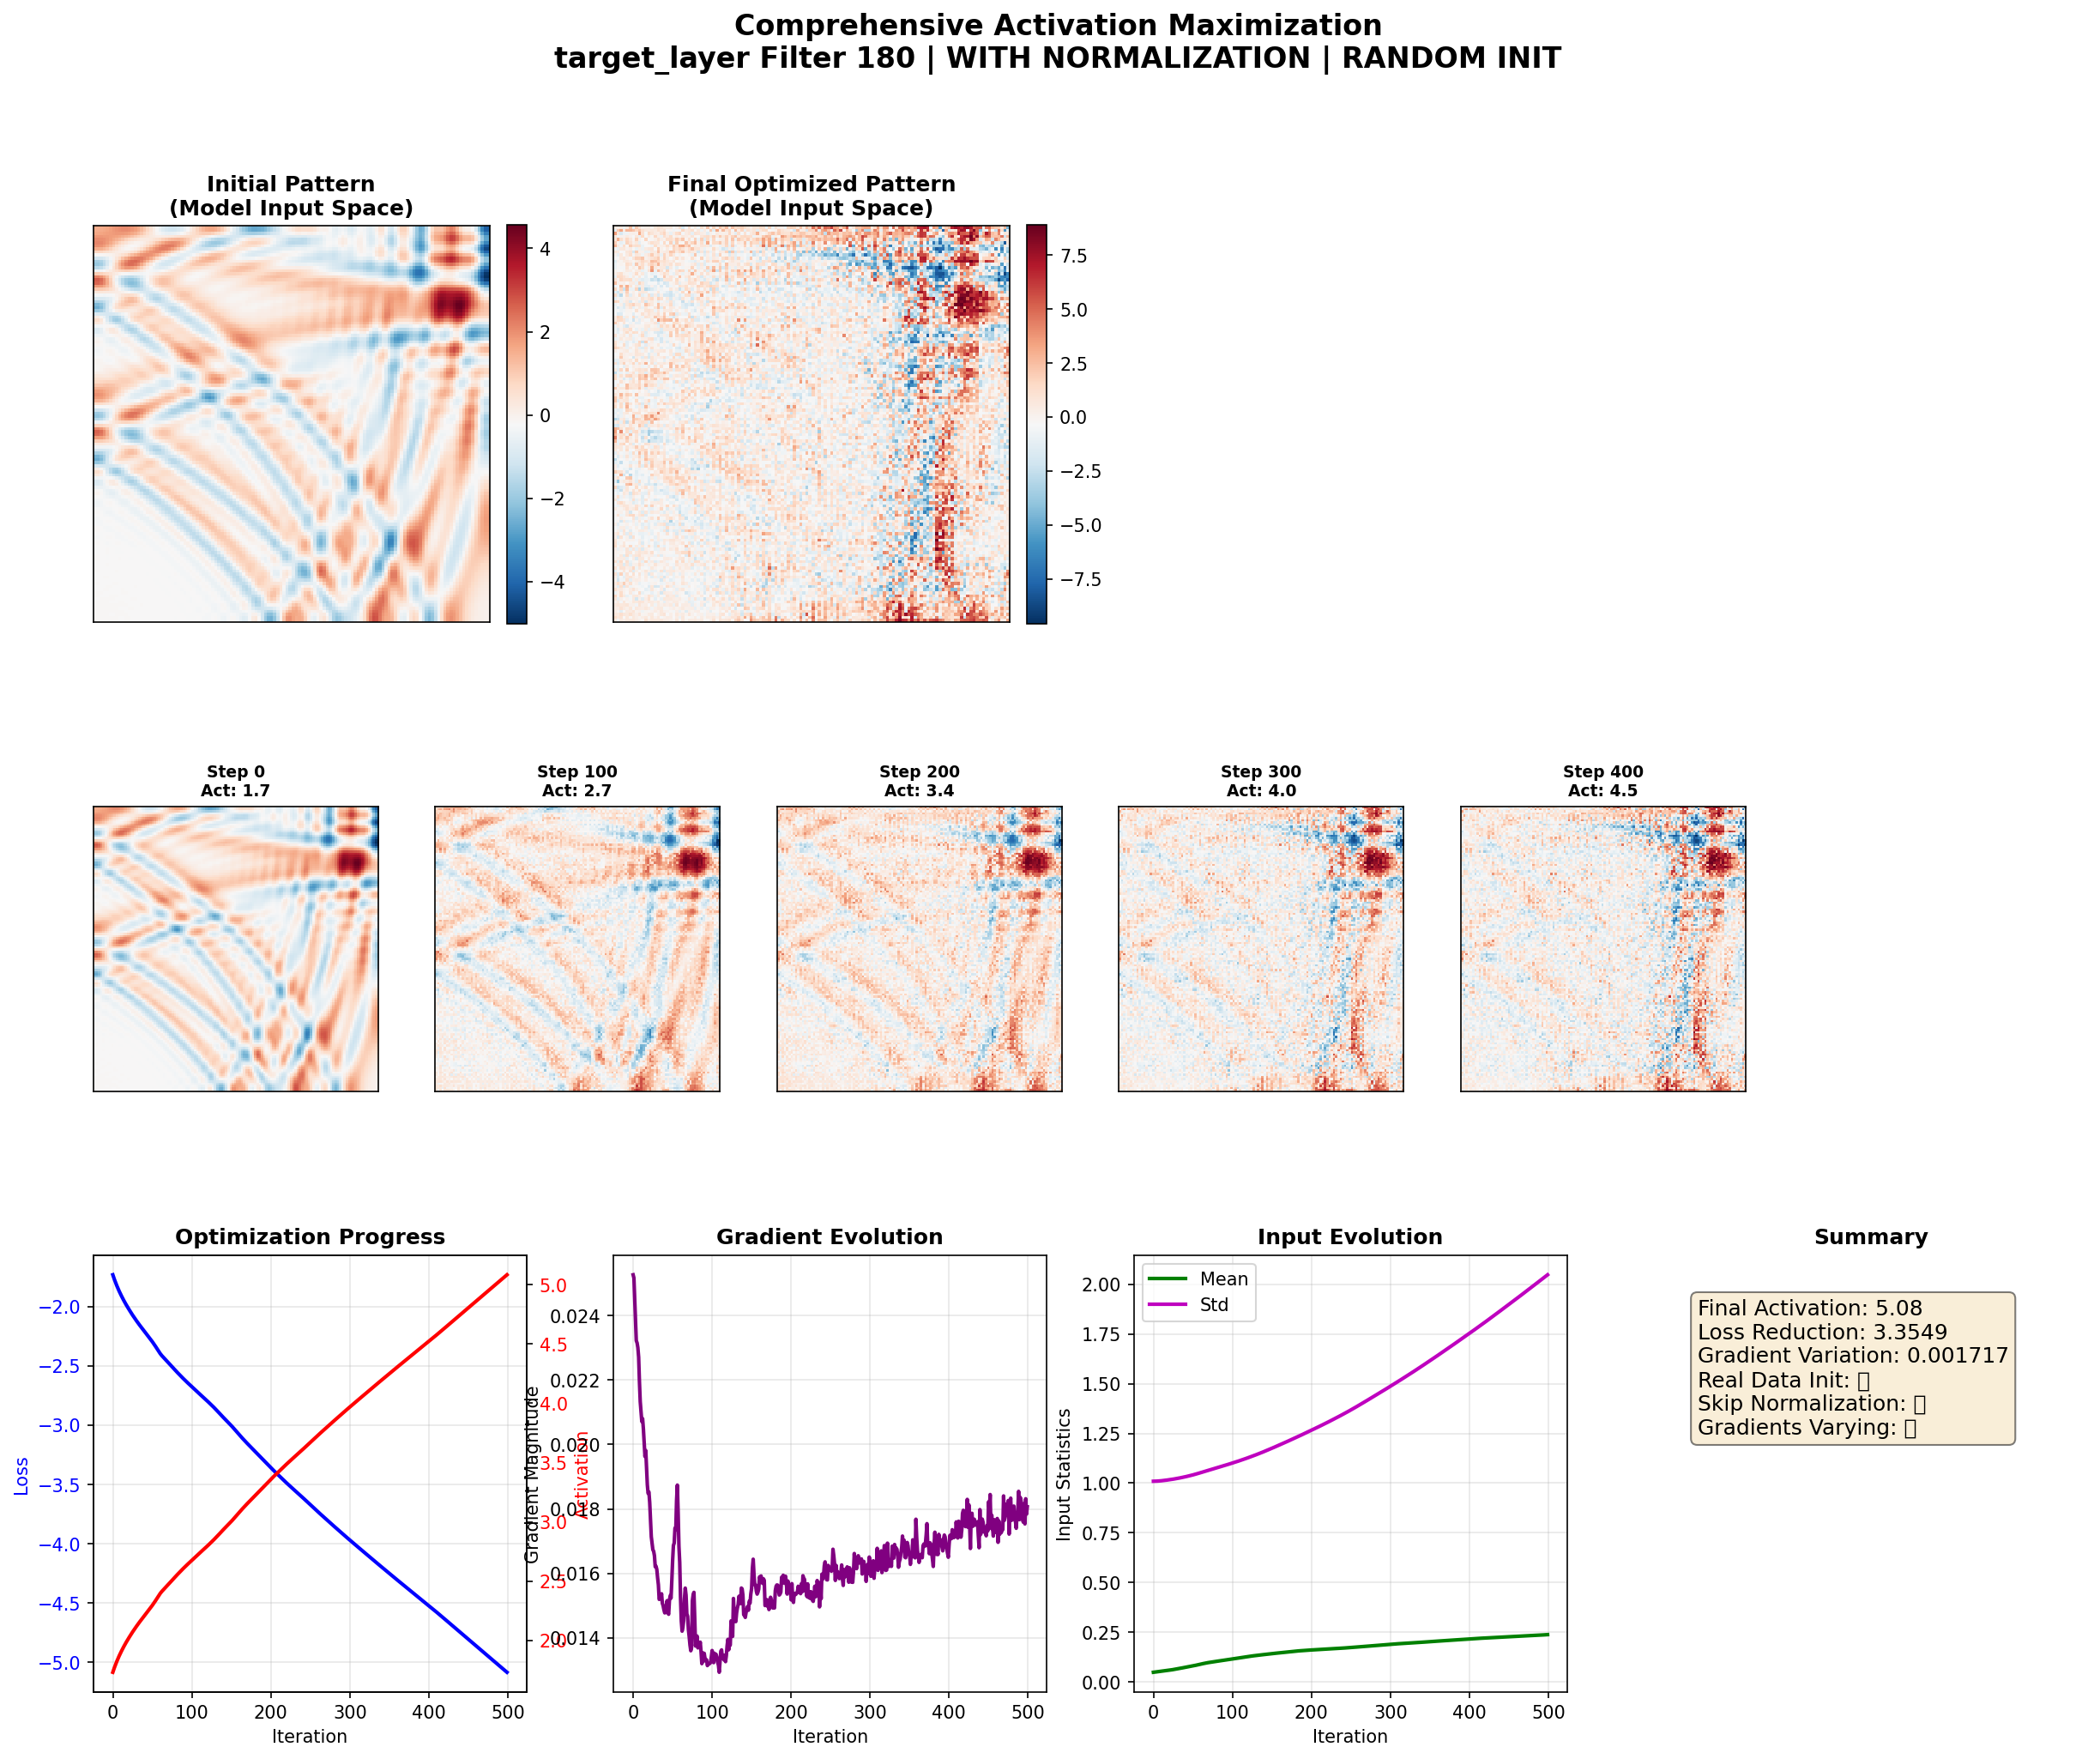 Comprehensive Activation Maximization
target_layer Filter 180 | WITH NORMALIZATION | RANDOM INIT
Initial Pattern
(Model Input Space)
4
2
0
−2
−4
Final Optimized Pattern
(Model Input Space)
7.5
5.0
2.5
0.0
−2.5
−5.0
−7.5
Step 0
Act: 1.7
Step 100
Act: 2.7
Step 200
Act: 3.4
Step 300
Act: 4.0
Step 400
Act: 4.5
Optimization Progress
Loss
−2.0
−2.5
−3.0
−3.5
−4.0
−4.5
−5.0
0 100 200 300 400 500
Iteration
5.0
4.5
4.0
3.5
3.0
2.5
2.0
Activation
Gradient Evolution
Gradient Magnitude
0.024
0.022
0.020
0.018
0.016
0.014
0 100 200 300 400 500
Iteration
Input Evolution
Mean
Std
Input Statistics
2.00
1.75
1.50
1.25
1.00
0.75
0.50
0.25
0.00
0 100 200 300 400 500
Iteration
Summary
Final Activation: 5.08
Loss Reduction: 3.3549
Gradient Variation: 0.001717
Real Data Init:
Skip Normalization:
Gradients Varying: